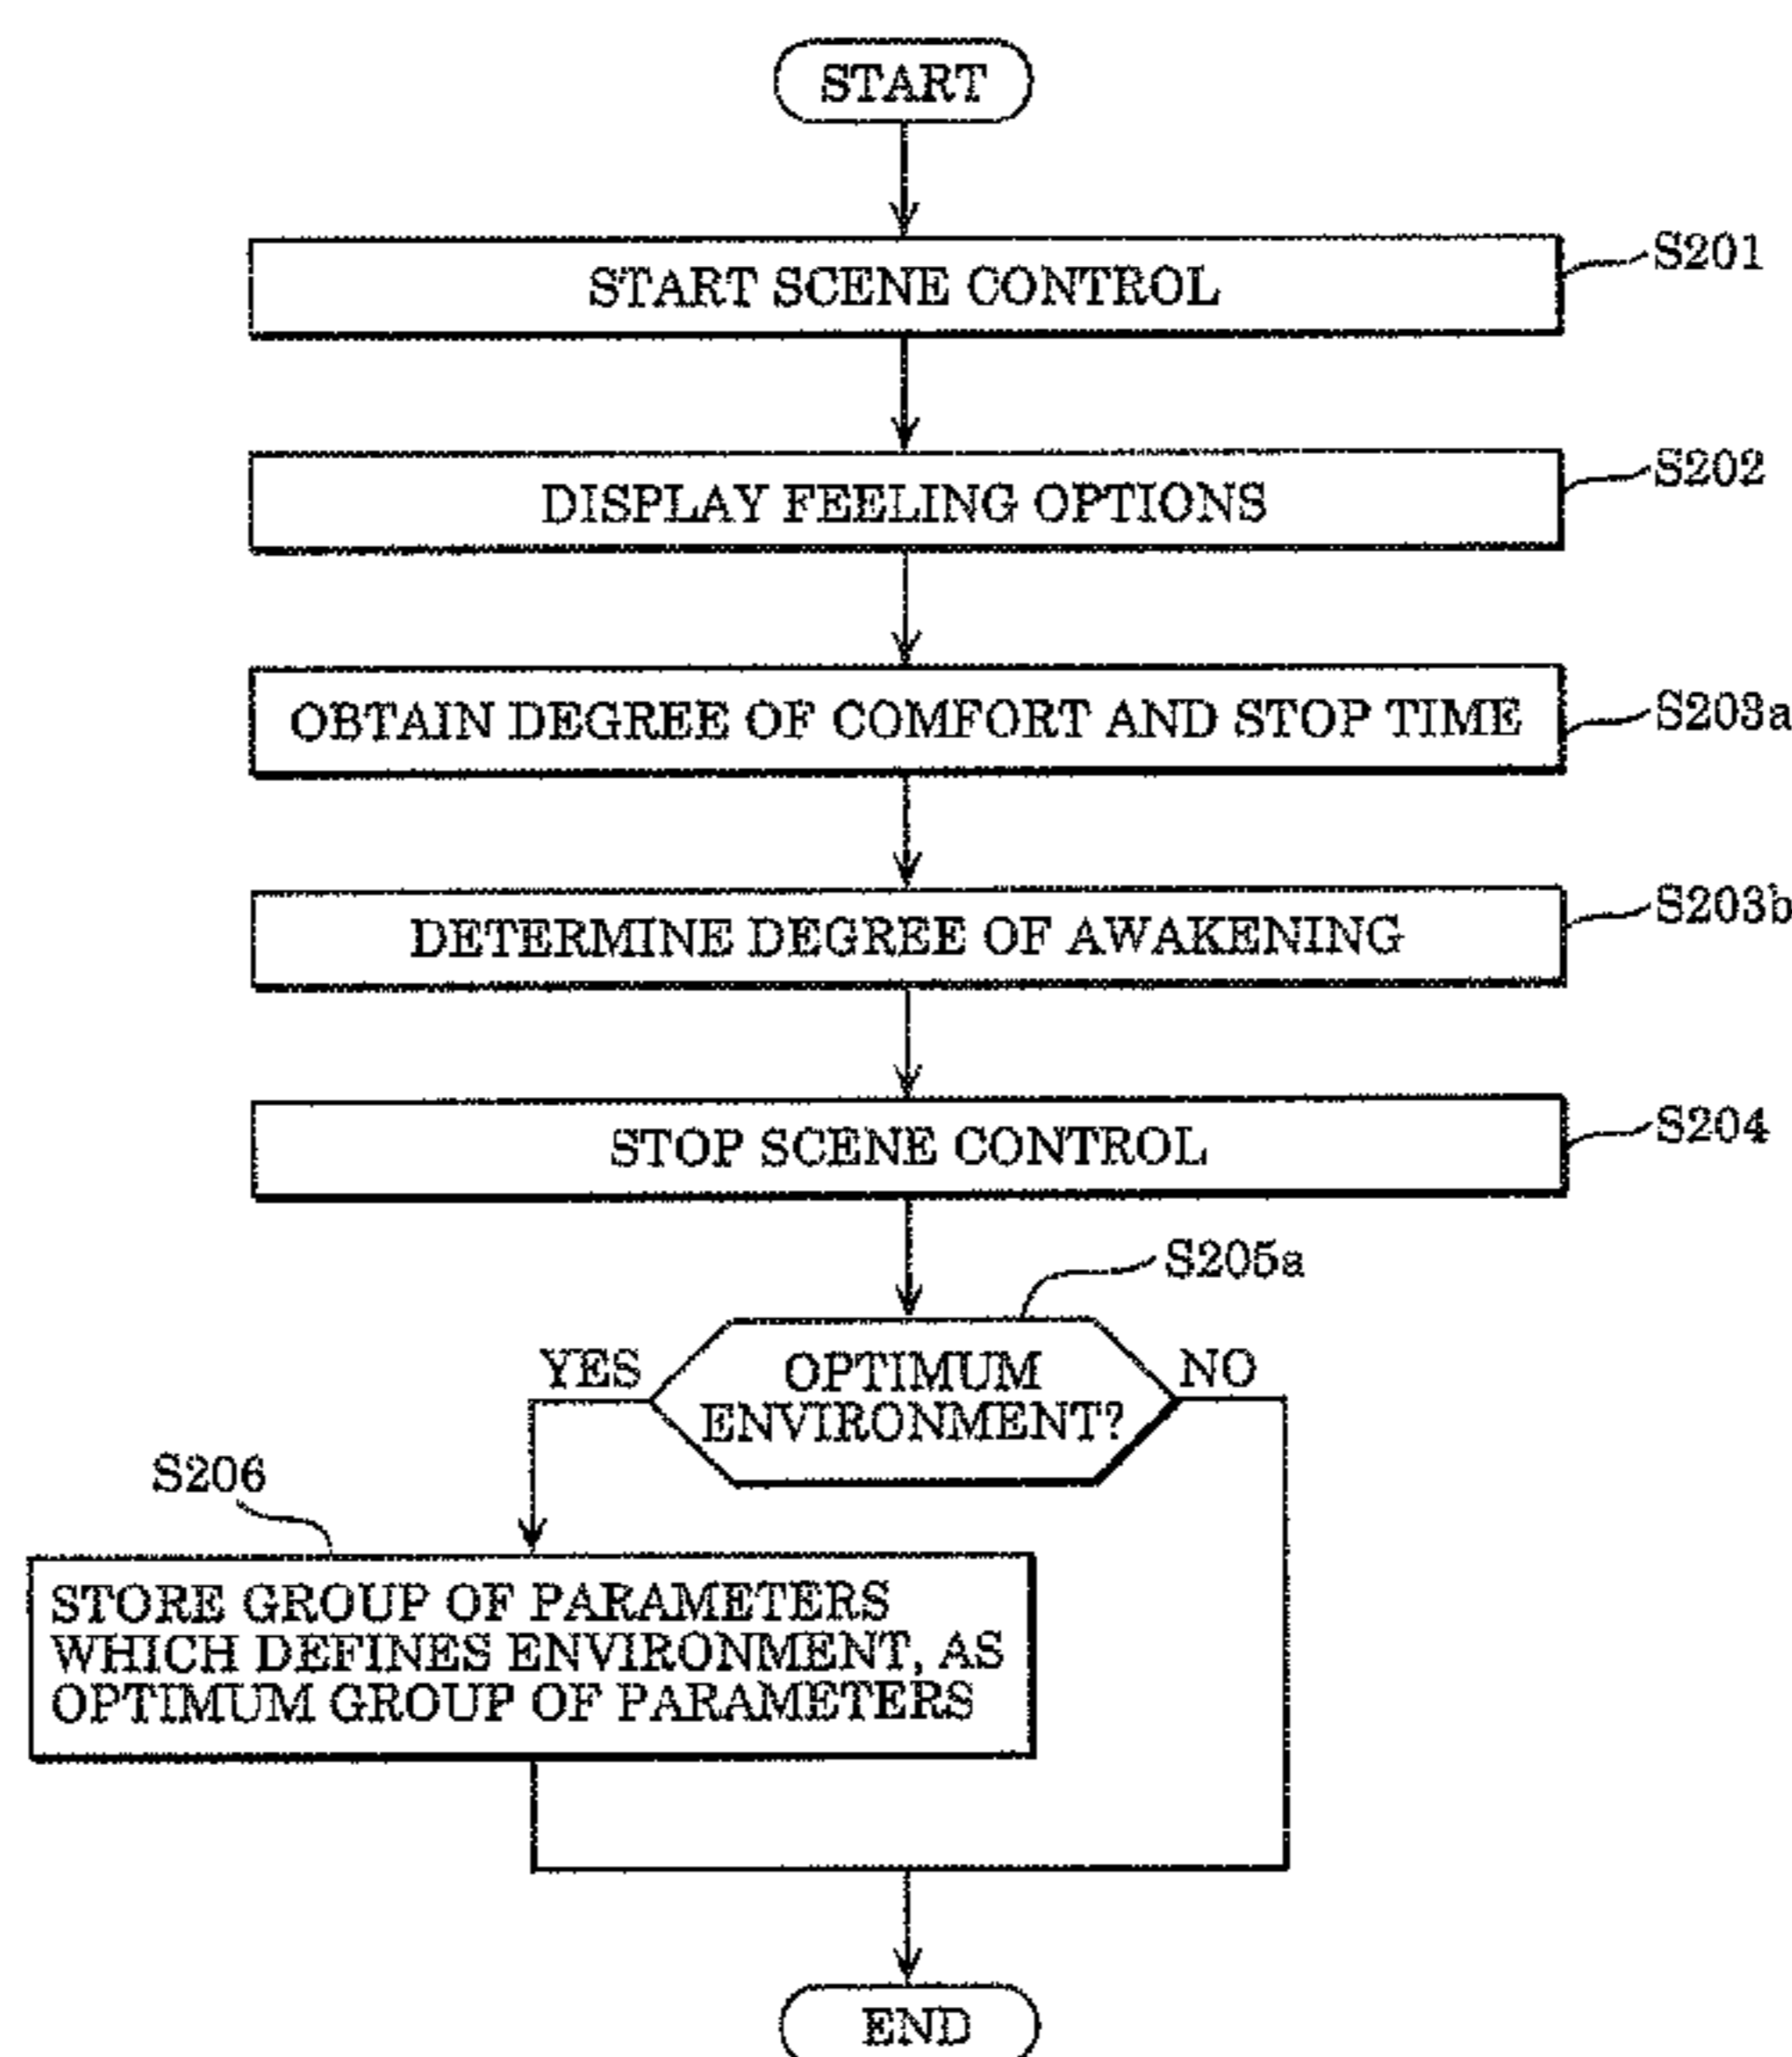 START
START SCENE CONTROL
S201
DISPLAY FEELING OPTIONS
S202
OBTAIN DEGREE OF COMFORT AND STOP TIME
S203a
DETERMINE DEGREE OF AWAKENING
S203b
STOP SCENE CONTROL
S204
S205a
YES
OPTIMUM
ENVIRONMENT?
NO
S206
STORE GROUP OF PARAMETERS
WHICH DEFINES ENVIRONMENT, AS
OPTIMUM GROUP OF PARAMETERS
END